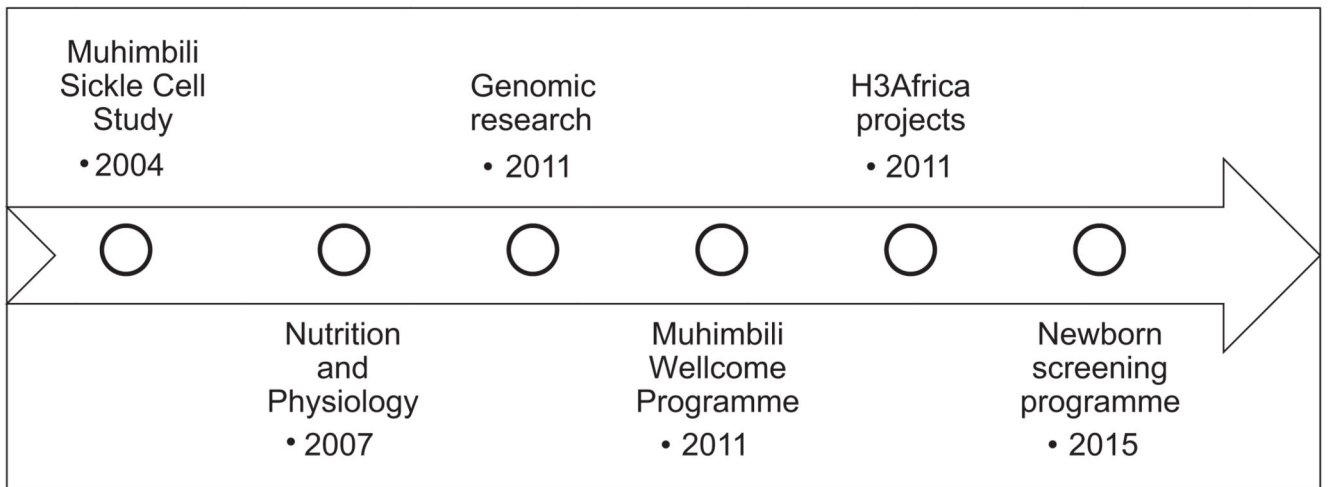 Muhimbili
Sickle Cell
Study
• 2004
Nutrition
and
Physiology
• 2007
Genomic
research
• 2011
Muhimbili
Wellcome
Programme
• 2011
H3Africa
projects
• 2011
Newborn
screening
programme
• 2015